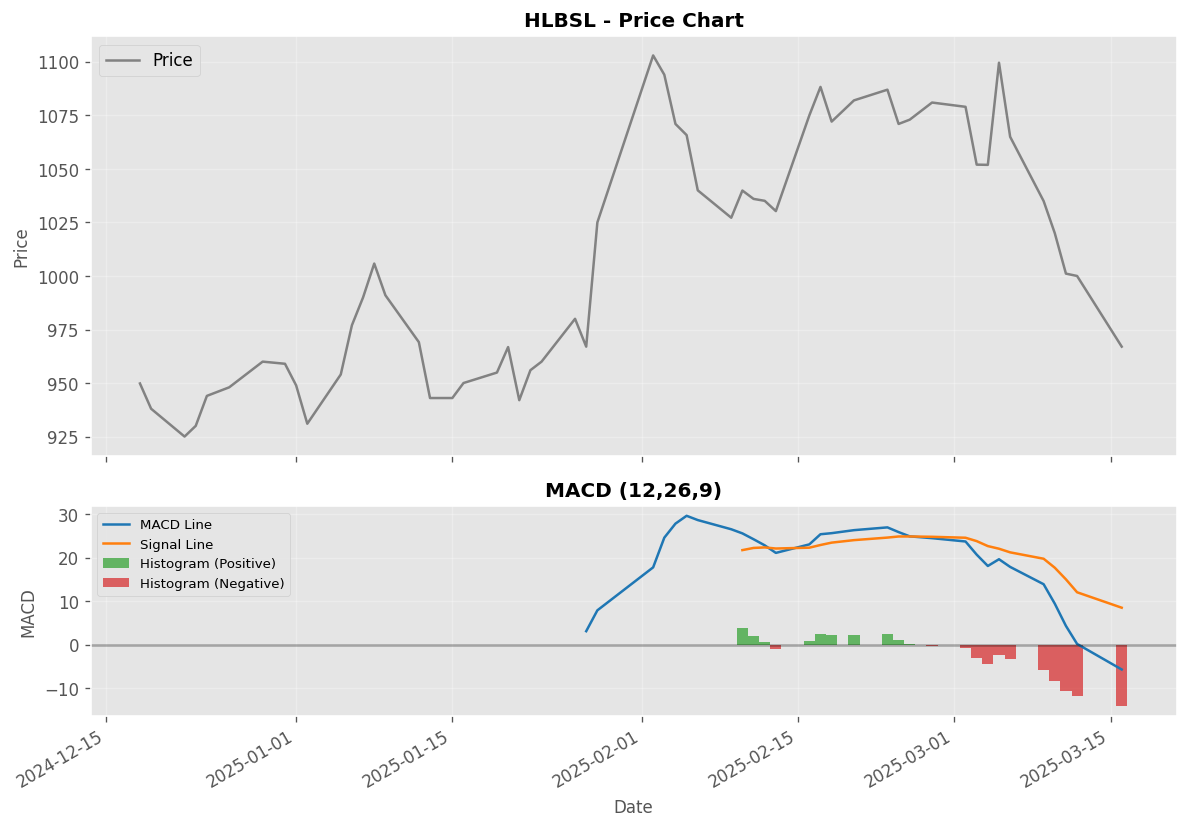 HLBSL - Price Chart
Price
1100
1075
1050
1025
1000
975
950
925
Price
MACD (12,26,9)
MACD Line
Signal Line
Histogram (Positive)
Histogram (Negative)
30
20
10
0
−10
MACD
2024-12-15
2025-01-01
2025-01-15
2025-02-01
2025-02-15
2025-03-01
2025-03-15
Date